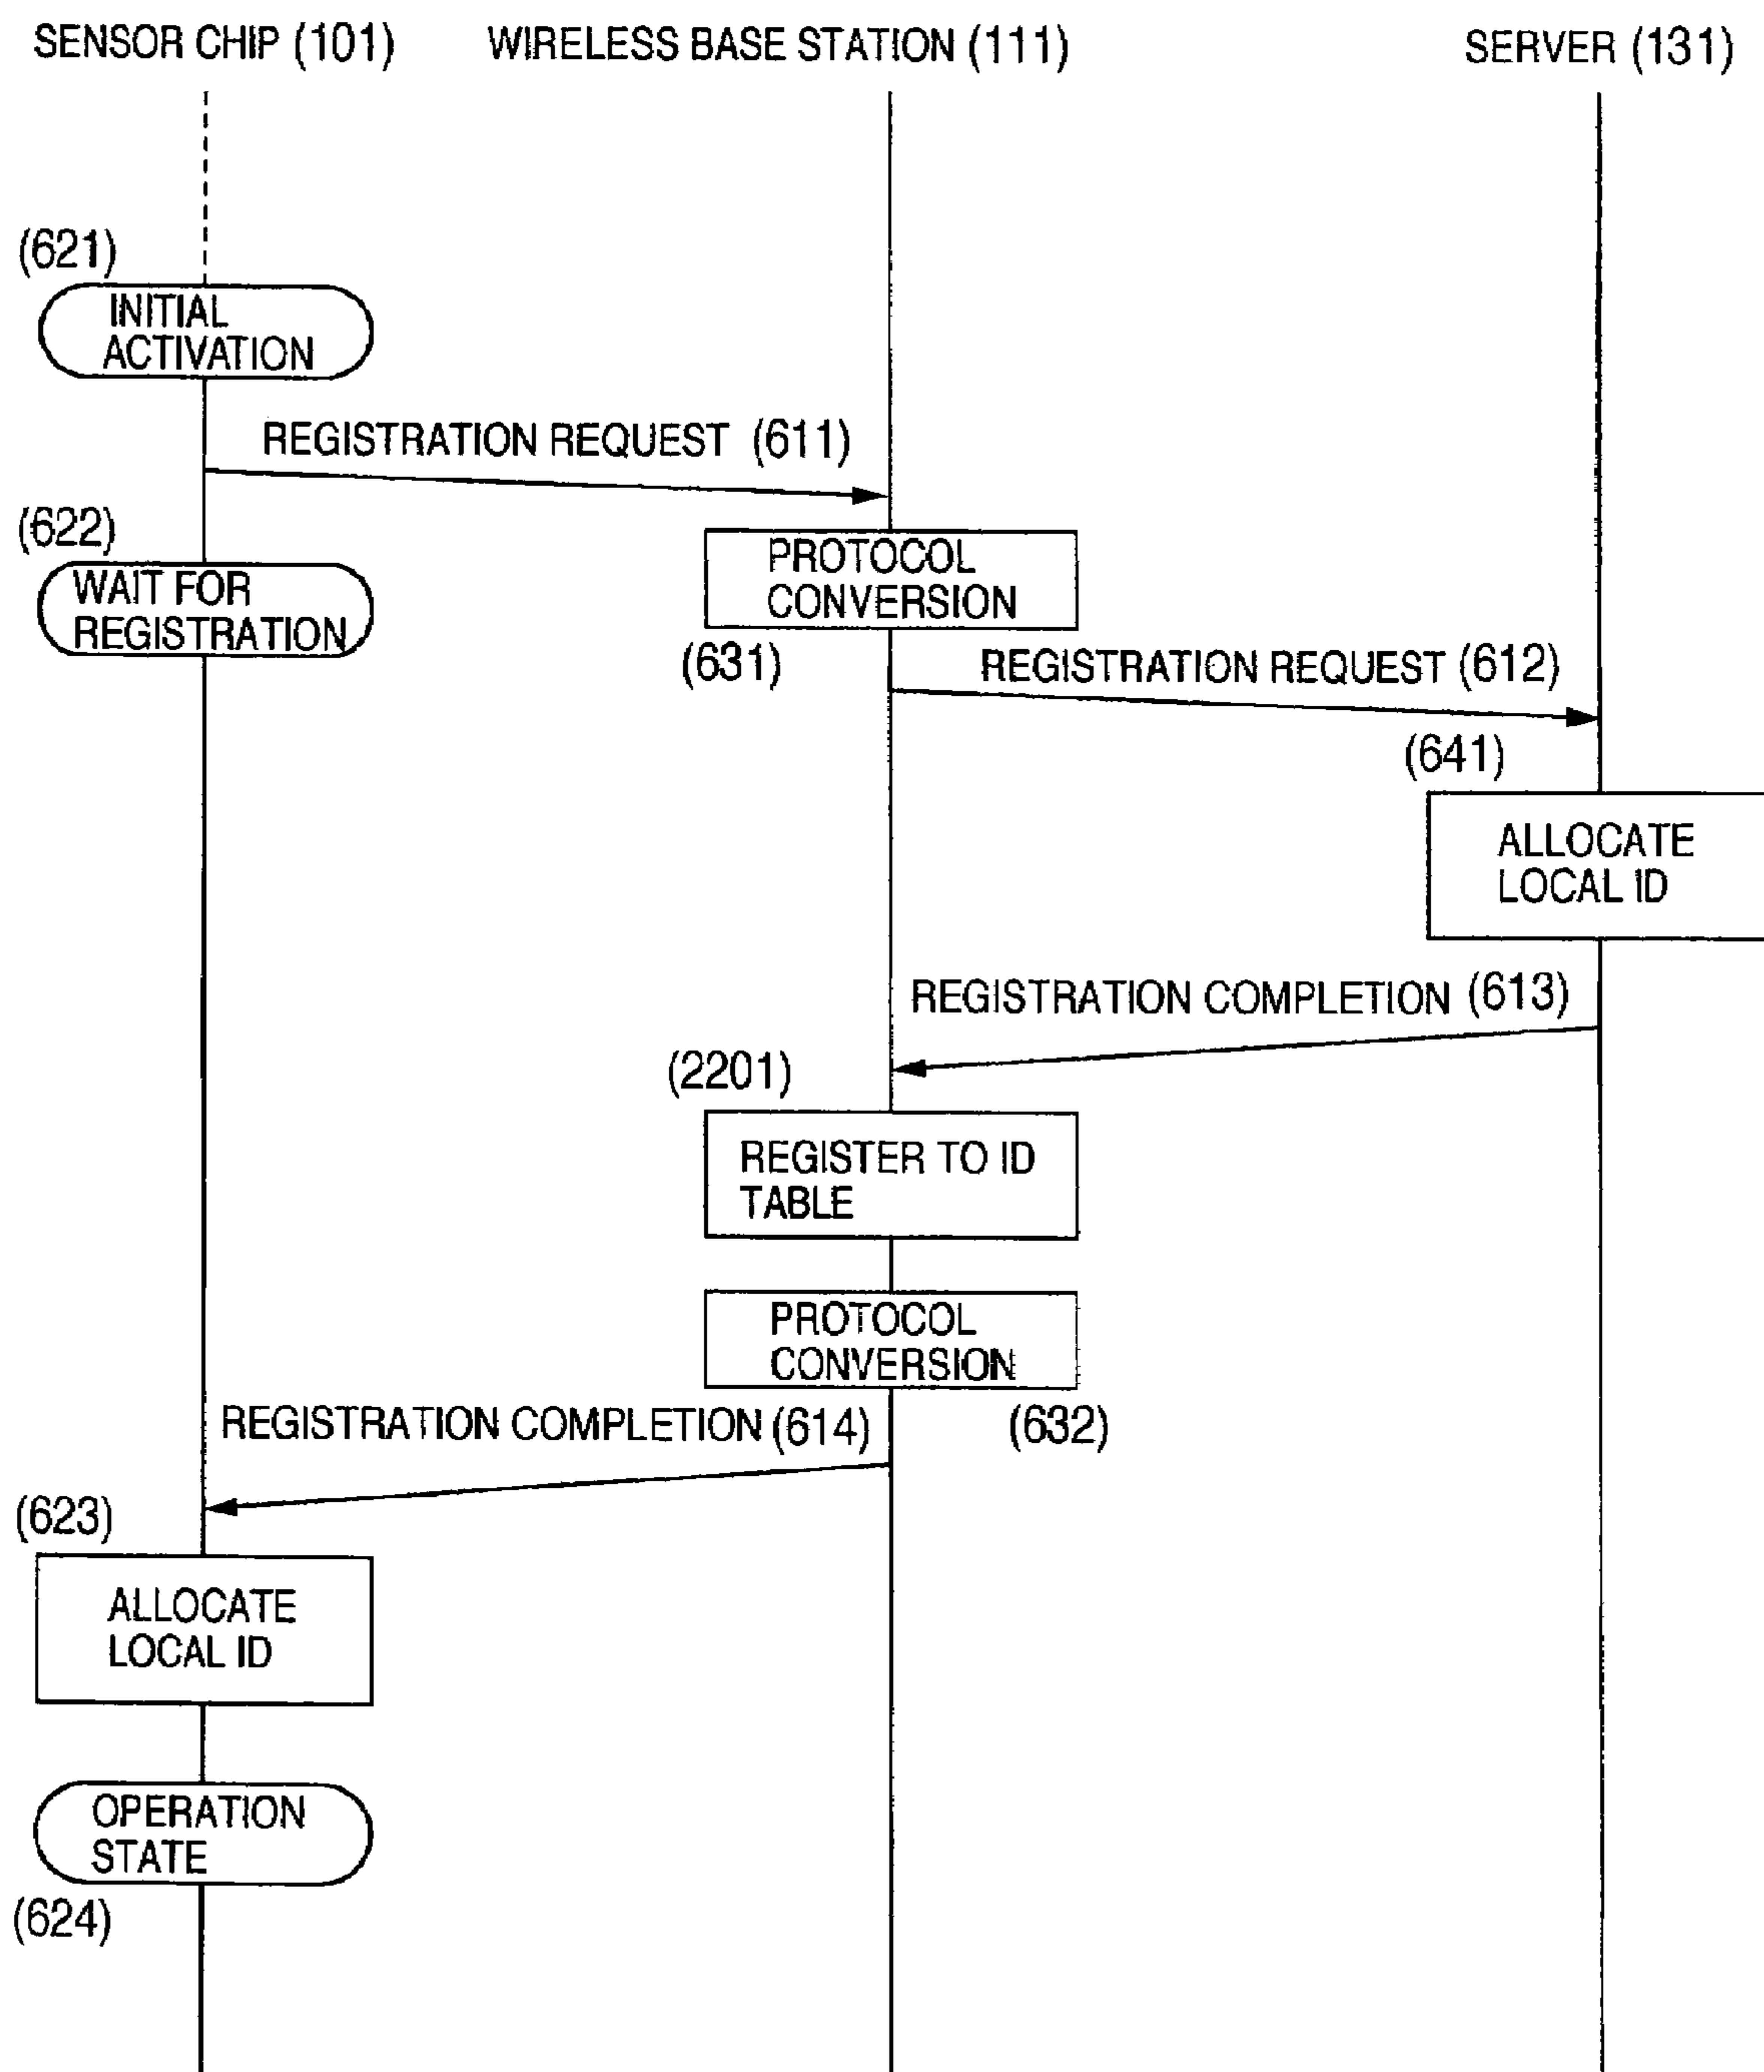 SENSOR CHIP (101)
WIRELESS BASE STATION (111)
SERVER (131)
(621)
INITIAL
ACTIVATION
REGISTRATION REQUEST (611)
(622)
WAIT FOR
REGISTRATION
PROTOCOL
CONVERSION
(631)
REGISTRATION REQUEST (612)
(641)
ALLOCATE
LOCAL ID
REGISTRATION COMPLETION (613)
(2201)
REGISTER TO ID
TABLE
PROTOCOL
CONVERSION
REGISTRATION COMPLETION (614)
(632)
(623)
ALLOCATE
LOCAL ID
OPERATION
STATE
(624)